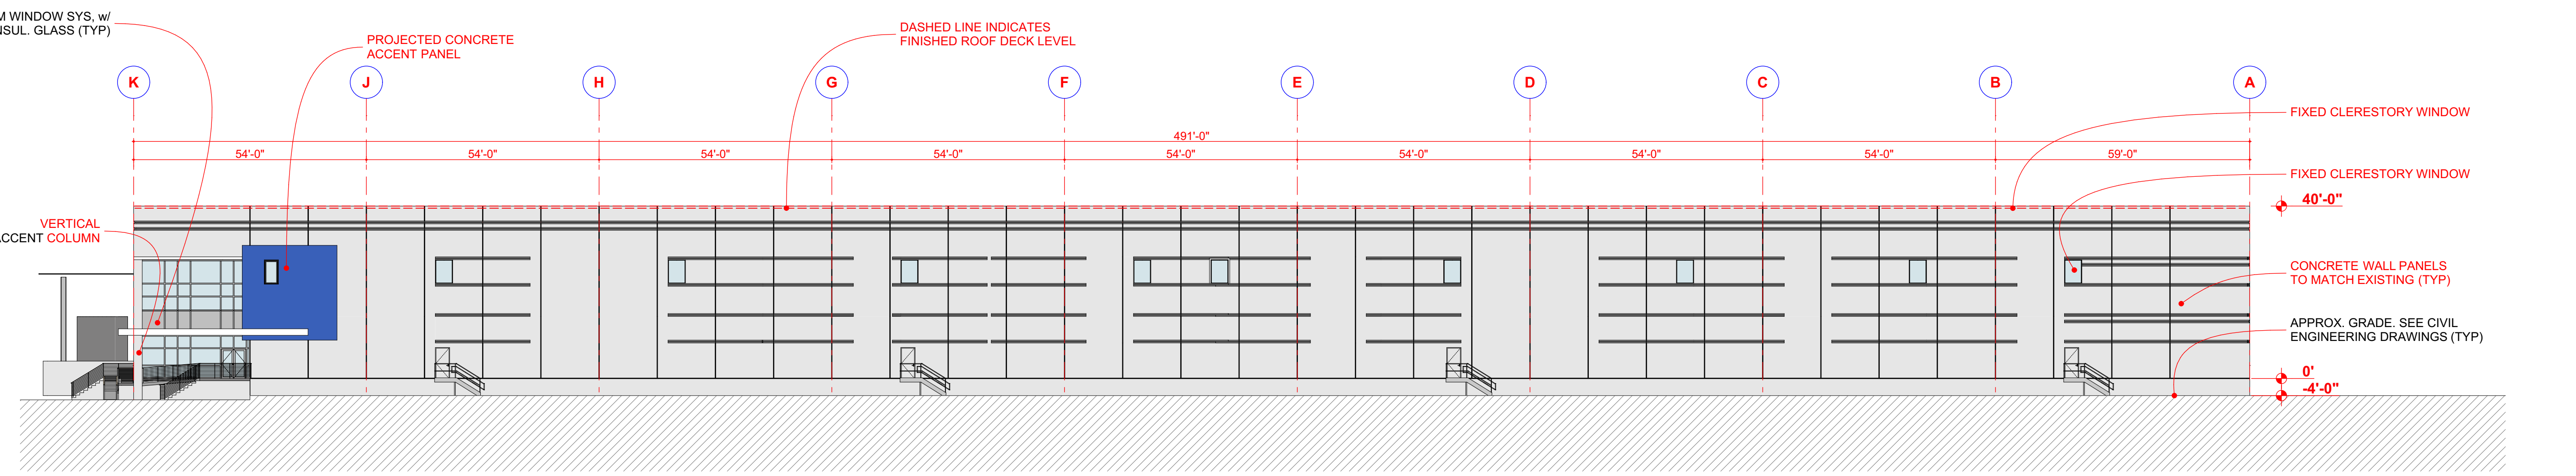 M WINDOW SYS, w/
NSUL. GLASS (TYP)
PROJECTED CONCRETE
ACCENT PANEL
DASHED LINE INDICATES
FINISHED ROOF DECK LEVEL
K J H G F E D C B A
FIXED CLERESTORY WINDOW
491'-0"
54'-0" 54'-0" 54'-0" 54'-0" 54'-0" 54'-0" 54'-0" 54'-0" 59'-0"
FIXED CLERESTORY WINDOW
40'-0"
VERTICAL
ACCENT COLUMN
CONCRETE WALL PANELS
TO MATCH EXISTING (TYP)
APPROX. GRADE. SEE CIVIL
ENGINEERING DRAWINGS (TYP)
0'
-4'-0"